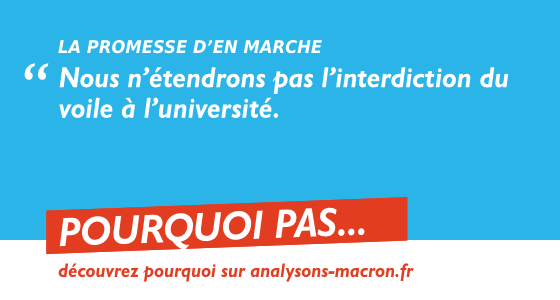 LA PROMESSE D’EN MARCHE
“ Nous n’étendrons pas l’interdiction du
voile à l’université.
POURQUOI PAS...
découvrez pourquoi sur analysons-macron.fr